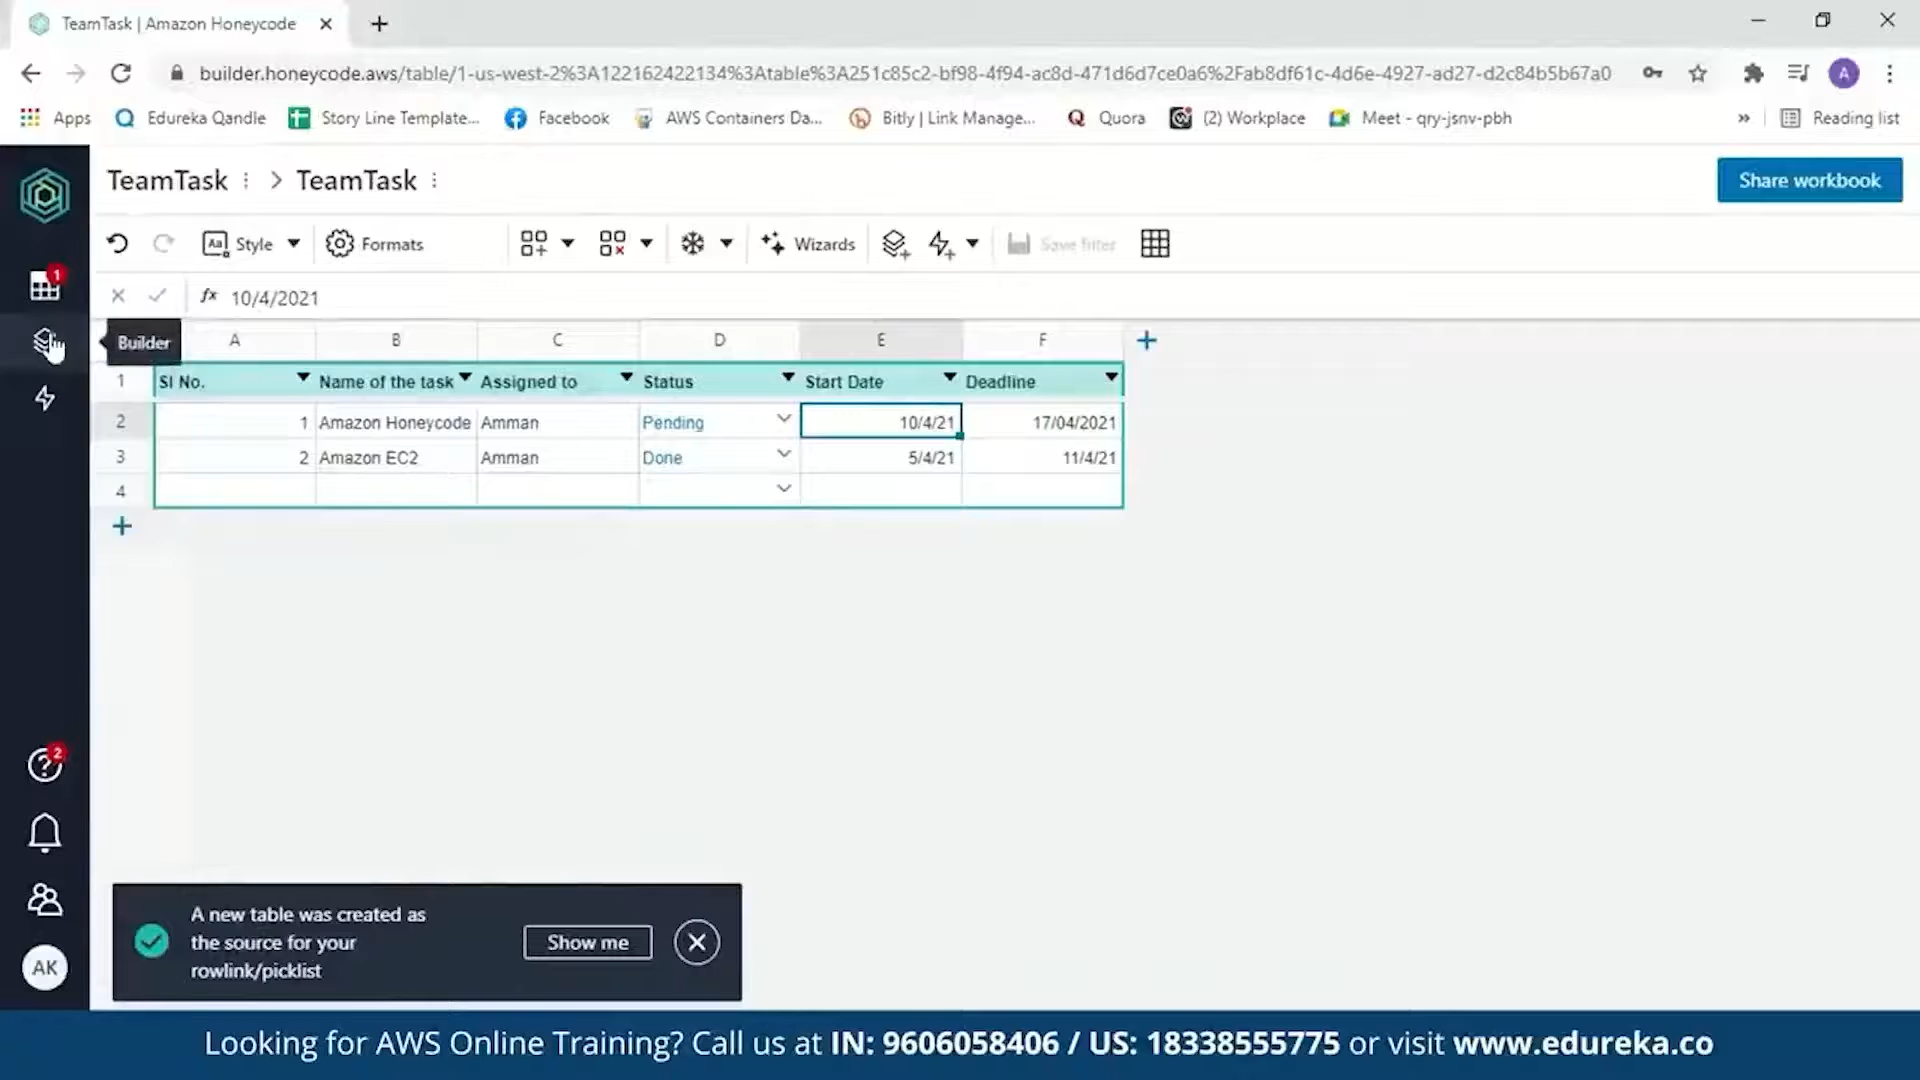 TeamTask | Amazon Honeycode
builder.honeycode.aws/table/1-us-west-2%3A122162422134%3Atable%3A251c85c2-bf98-4f94-ac8d-471d6d7ce0a6%2Fab8df61c-4d6e-4927-ad27-d2c84b5b67a0
A
Apps Edureka Qandle Story Line Template... Facebook AWS Containers Da... Bitly | Link Manage... Quora (2) Workplace Meet - qry-jsnv-pbh » Reading list
TeamTask > TeamTask
Share workbook
Aa Style Formats Wizards Save filter
1
fx 10/4/2021
Builder
A B C D E F
1 Sl No. Name of the task Assigned to Status Start Date Deadline
2 1 Amazon Honeycode Amman Pending 10/4/21 17/04/2021
3 2 Amazon EC2 Amman Done 5/4/21 11/4/21
4
2
A new table was created as
the source for your
rowlink/picklist
Show me
AK
Looking for AWS Online Training? Call us at IN: 9606058406 / US: 18338555775 or visit www.edureka.co